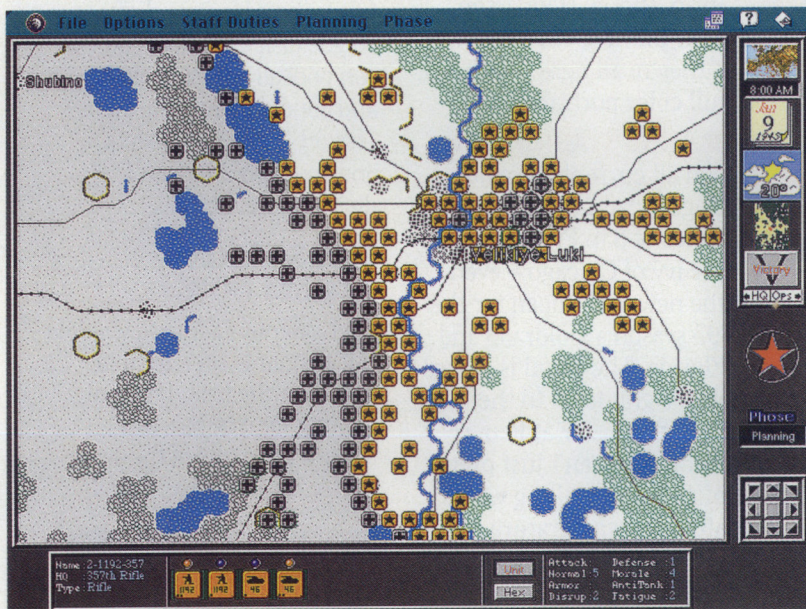 File Options Staff Duties Planning Phase
Shubino
8:00 AM
Jan
9
1943
20°
Velikiye Luki
V
Victory
HQ Ops
Phase
Planning
Name :2-1192-357
HQ :357th Rifle
Type :Rifle
1192 1192 46 46
Unit
Hex
Attack Defense :1
Normal :5 Morale :4
Armor : AntiTank :1
Disrup :2 Fatigue :2